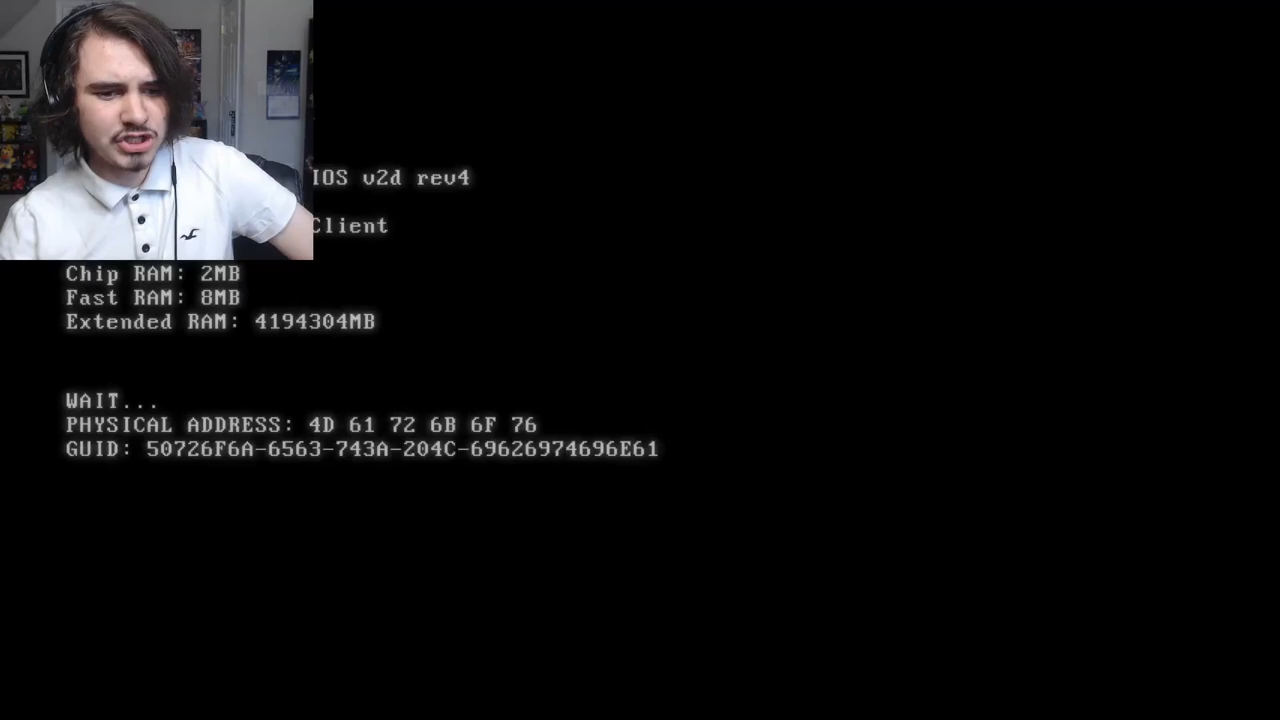 IOS v2d rev4
Client
Chip RAM: 2MB
Fast RAM: 8MB
Extended RAM: 4194304MB
WAIT...
PHYSICAL ADDRESS: 4D 61 72 6B 6F 76
GUID: 50726F6A-6563-743A-204C-69626974696E61